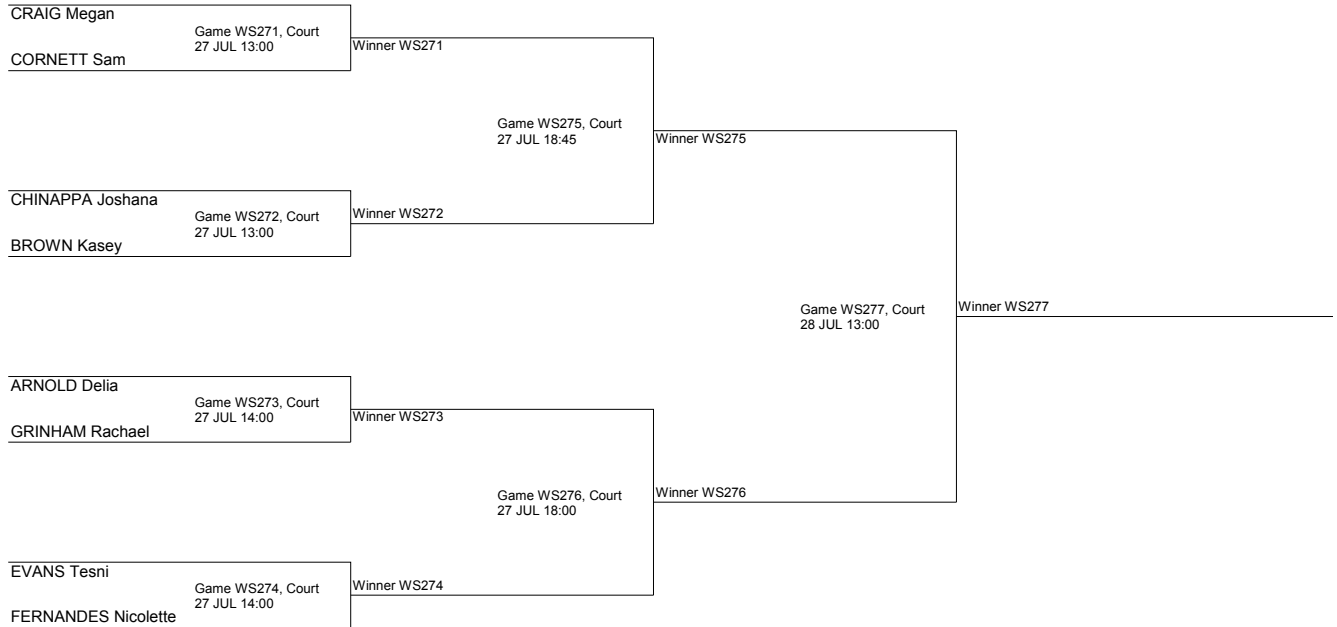 CRAIG Megan
Game WS271, Court
27 JUL 13:00
Winner WS271
CORNETT Sam
Game WS275, Court
27 JUL 18:45
Winner WS275
CHINAPPA Joshana
Game WS272, Court
27 JUL 13:00
Winner WS272
BROWN Kasey
Game WS277, Court
28 JUL 13:00
Winner WS277
ARNOLD Delia
Game WS273, Court
27 JUL 14:00
Winner WS273
GRINHAM Rachael
Game WS276, Court
27 JUL 18:00
Winner WS276
EVANS Tesni
Game WS274, Court
27 JUL 14:00
Winner WS274
FERNANDES Nicolette